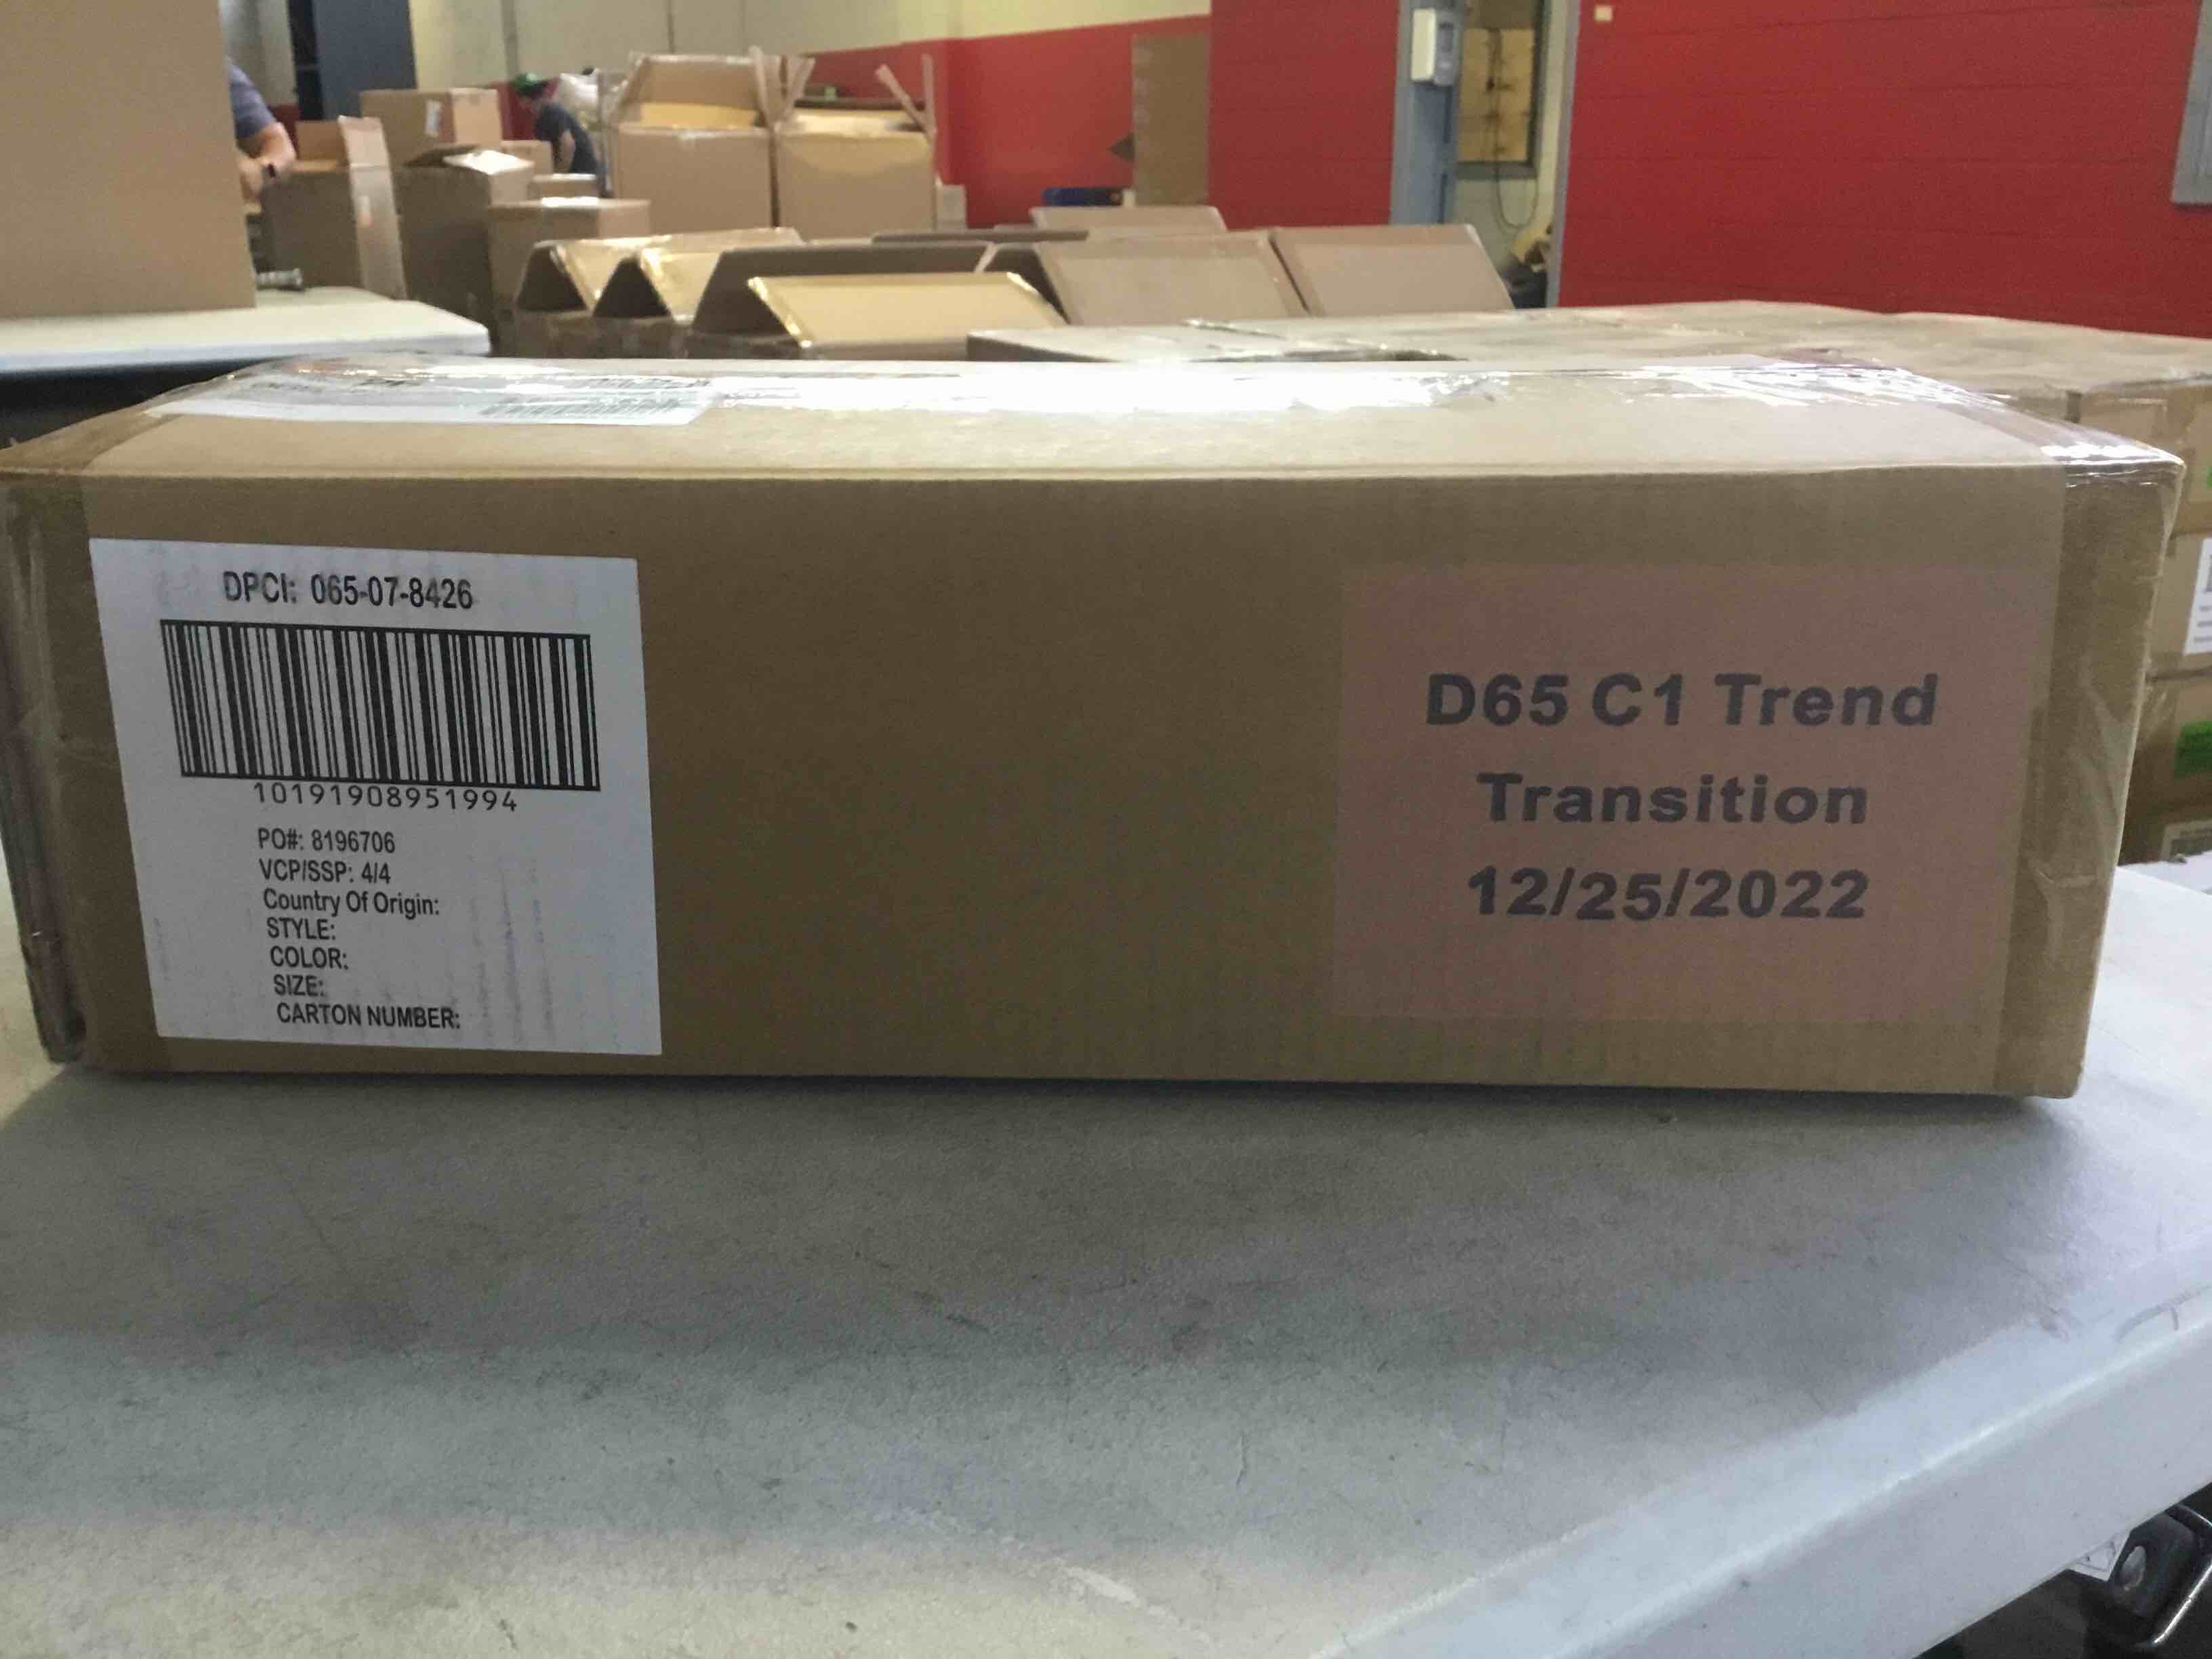 DPCI: 065-07-8426
10191908951994
PO#: 8196706
VCP/SSP: 4/4
Country Of Origin:
STYLE:
COLOR:
SIZE:
CARTON NUMBER:
D65 C1 Trend
Transition
12/25/2022